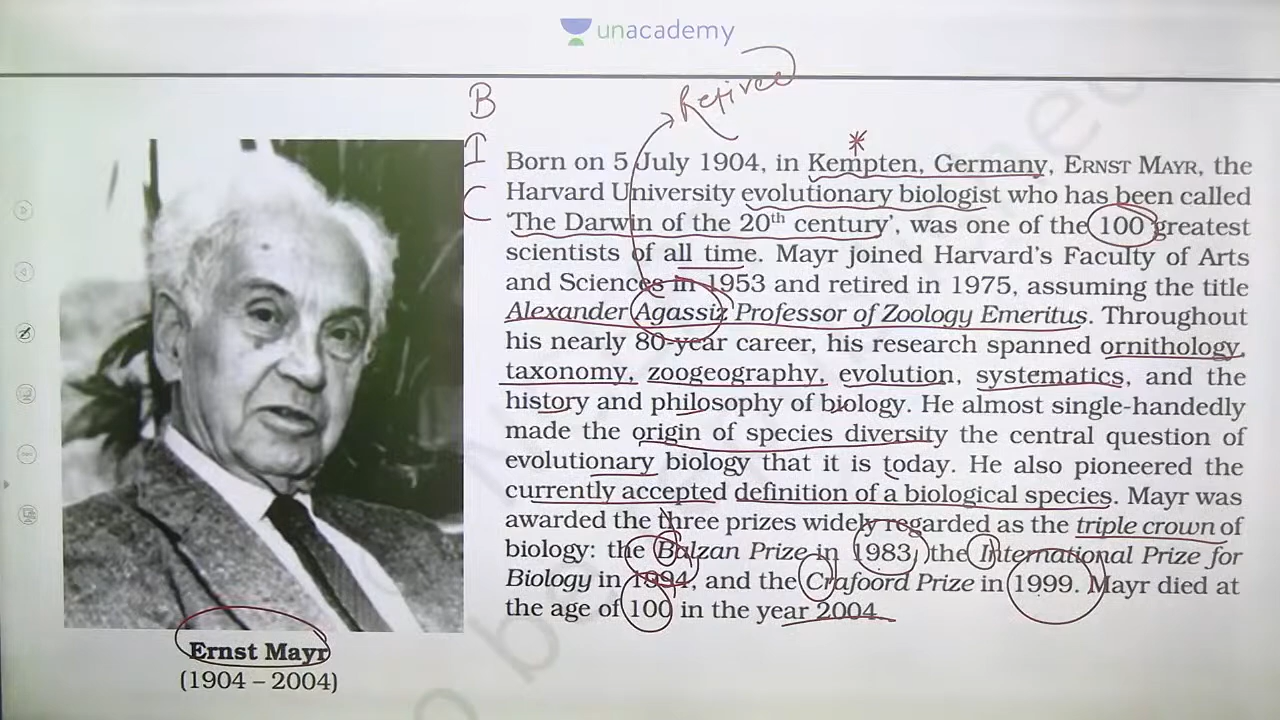 unacademy
Retired
B
I
C
*
Born on 5 July 1904, in Kempten, Germany, ERNST MAYR, the
Harvard University evolutionary biologist who has been called
‘The Darwin of the 20th century’, was one of the 100 greatest
scientists of all time. Mayr joined Harvard’s Faculty of Arts
and Sciences in 1953 and retired in 1975, assuming the title
Alexander Agassiz Professor of Zoology Emeritus. Throughout
his nearly 80-year career, his research spanned ornithology,
taxonomy, zoogeography, evolution, systematics, and the
history and philosophy of biology. He almost single-handedly
made the origin of species diversity the central question of
evolutionary biology that it is today. He also pioneered the
currently accepted definition of a biological species. Mayr was
awarded the three prizes widely regarded as the triple crown of
biology: the Balzan Prize in 1983, the International Prize for
Biology in 1994, and the Crafoord Prize in 1999. Mayr died at
the age of 100 in the year 2004.
Ernst Mayr
(1904 – 2004)